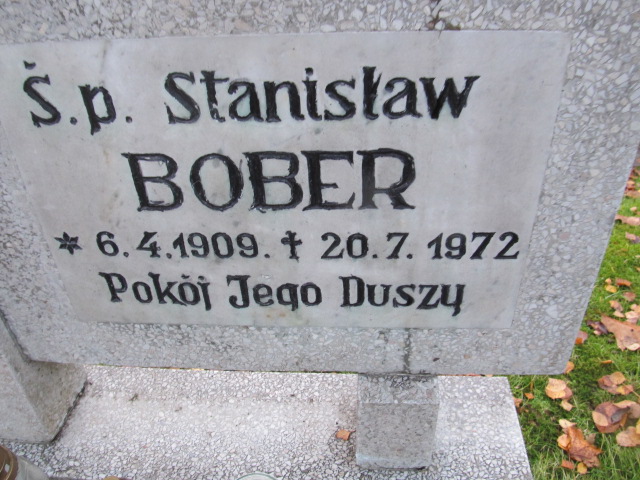 Ś.p. Stanisław
BOBER
* 6.4.1909. † 20.7.1972
Pokój Jego Duszy